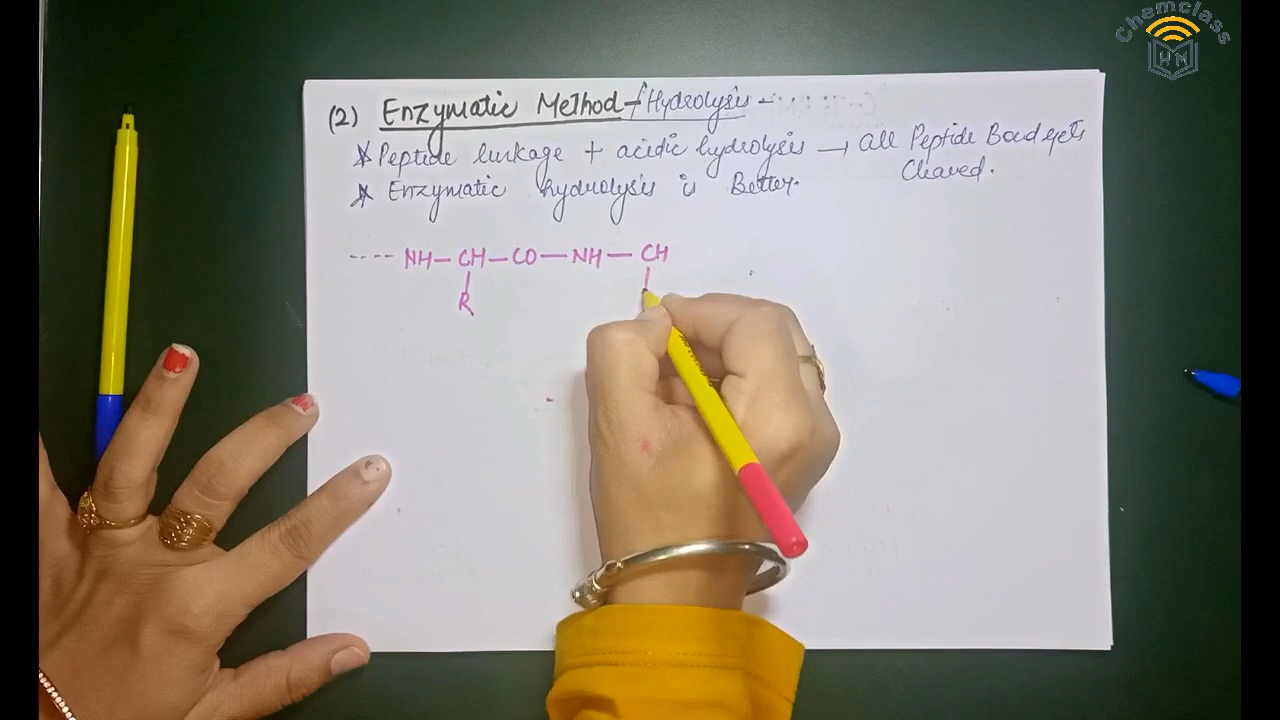 Chemclass
HM
(2) Enzymatic Method - Hydrolysis -
* Peptide linkage + acidic hydrolysis → all Peptide Bond gets
Cleaved.
* Enzymatic hydrolysis is Better.
---- NH — CH — CO — NH — CH
R